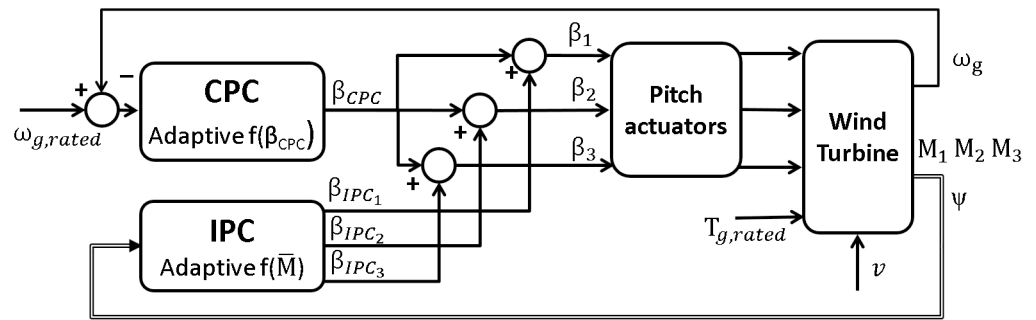 ω_g,rated
+
−
CPC
Adaptive f(β_CPC)
β_CPC
+
+
+
β_1
β_2
β_3
Pitch
actuators
Wind
Turbine
ω_g
M_1 M_2 M_3
ψ
T_g,rated
v
IPC
Adaptive f(M̅)
β_IPC_1
β_IPC_2
β_IPC_3